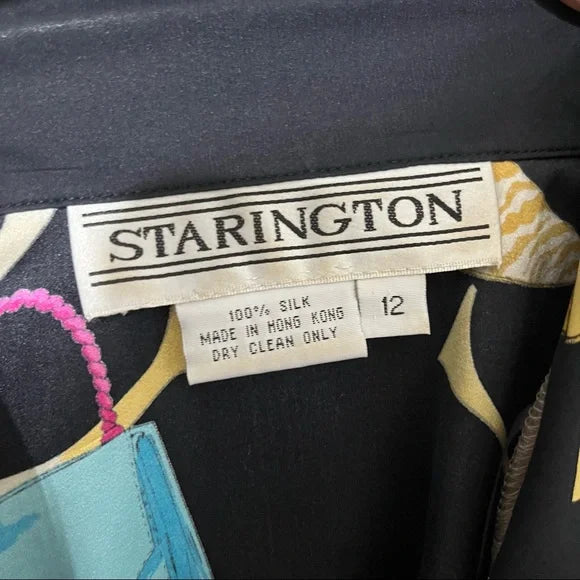 STARINGTON
100% SILK
MADE IN HONG KONG
DRY CLEAN ONLY
12